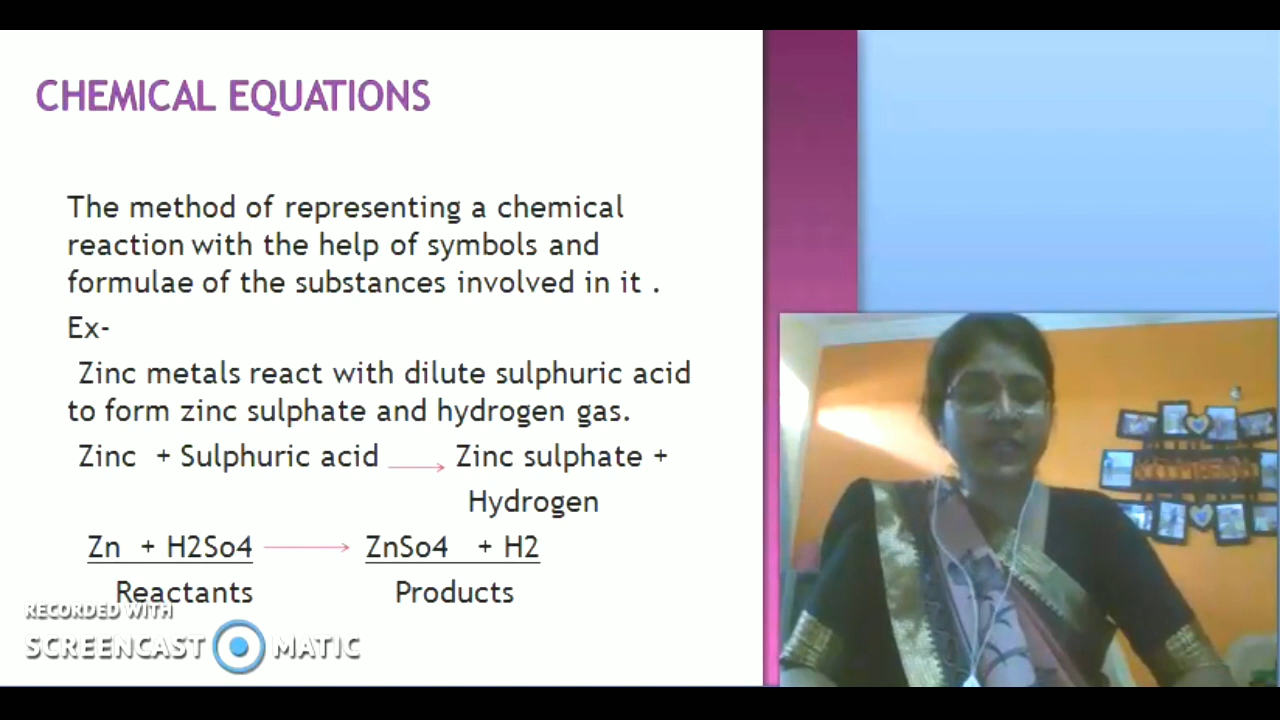 CHEMICAL EQUATIONS
The method of representing a chemical
reaction with the help of symbols and
formulae of the substances involved in it .
Ex-
Zinc metals react with dilute sulphuric acid
to form zinc sulphate and hydrogen gas.
Zinc + Sulphuric acid → Zinc sulphate +
Hydrogen
Zn + H2So4 → ZnSo4 + H2
Reactants Products
RECORDED WITH
SCREENCAST MATIC